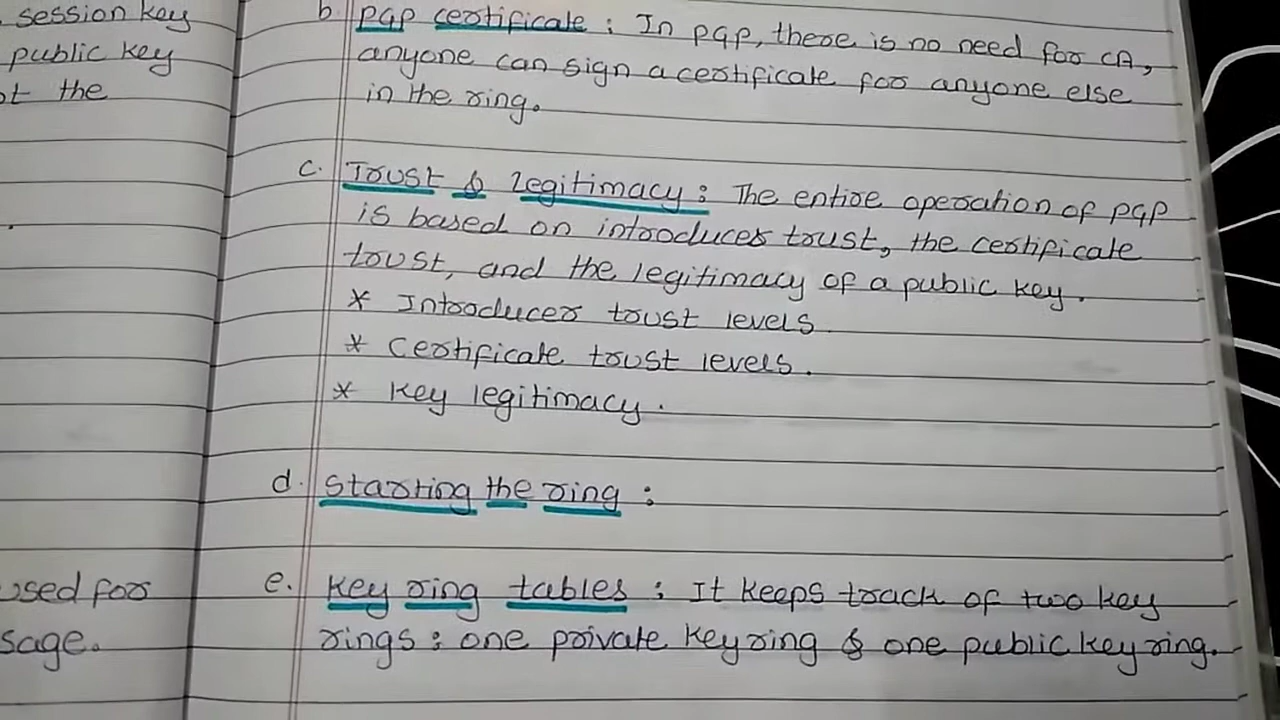 session key
public key
ot the
used for
sage.
b. PGP certificate : In PGP, there is no need for CA,
anyone can sign a certificate for anyone else
in the ring.
c. Trust & Legitimacy : The entire operation of PGP
is based on introducer trust, the certificate
trust, and the legitimacy of a public key.
* Introducer trust levels.
* Certificate trust levels.
* Key legitimacy.
d. Starting the ring :
e. Key ring tables : It keeps track of two key
rings : one private key ring & one public key ring.